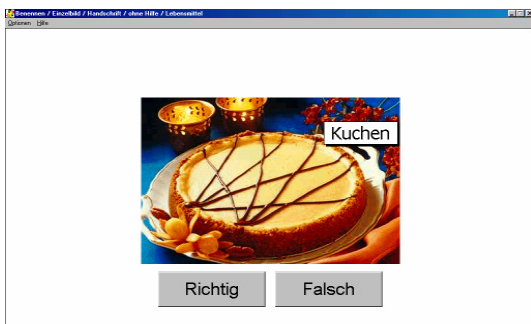 Benennen / Einzelbild / Handschrift / ohne Hilfe / Lebensmittel
Optionen Hilfe
Kuchen
Richtig Falsch